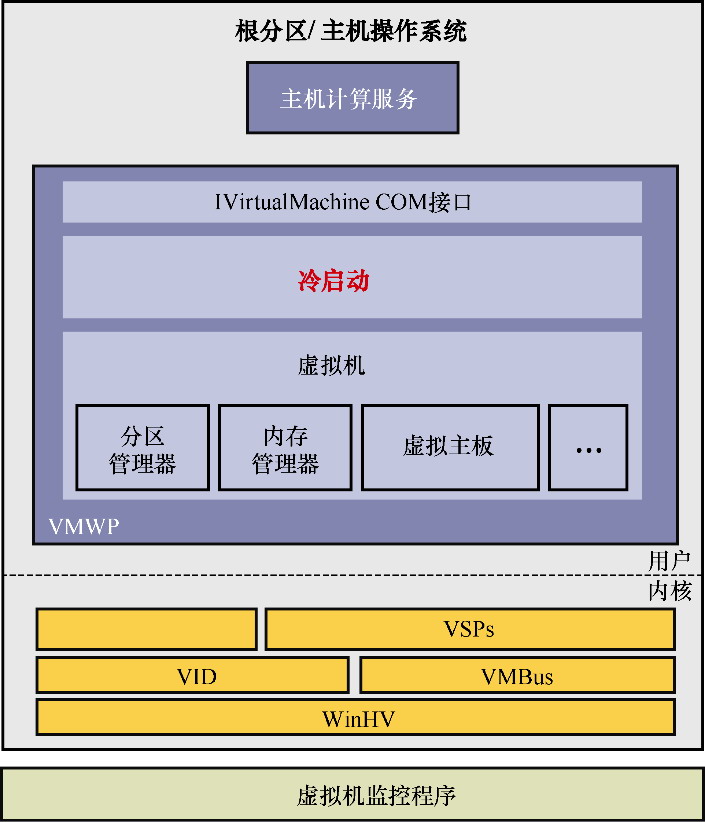 根分区/ 主机操作系统
主机计算服务
IVirtualMachine COM接口
冷启动
虚拟机
分区
管理器
内存
管理器
虚拟主板
...
VMWP
用户
内核
VSPs
VID
VMBus
WinHV
虚拟机监控程序